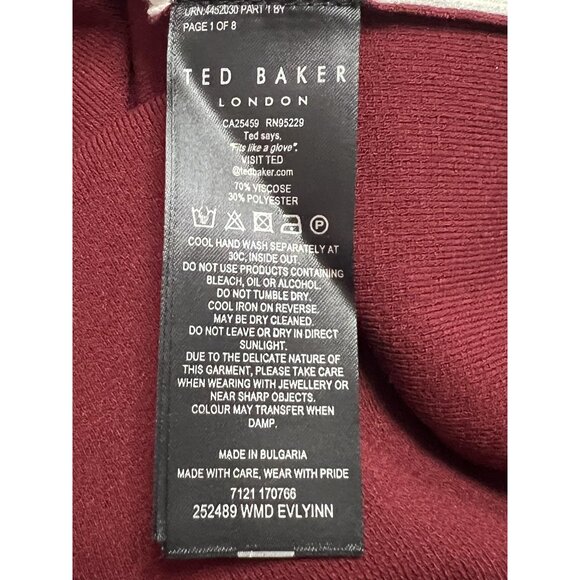 URN:4452030 PART 1 BY
PAGE 1 OF 8
TED BAKER
LONDON
CA25459 RN95229
Ted says,
"Fits like a glove".
VISIT TED
@tedbaker.com
70% VISCOSE
30% POLYESTER
P
COOL HAND WASH SEPARATELY AT
30C, INSIDE OUT.
DO NOT USE PRODUCTS CONTAINING
BLEACH, OIL OR ALCOHOL.
DO NOT TUMBLE DRY.
COOL IRON ON REVERSE.
MAY BE DRY CLEANED.
DO NOT LEAVE OR DRY IN DIRECT
SUNLIGHT.
DUE TO THE DELICATE NATURE OF
THIS GARMENT, PLEASE TAKE CARE
WHEN WEARING WITH JEWELLERY OR
NEAR SHARP OBJECTS.
COLOUR MAY TRANSFER WHEN
DAMP.
MADE IN BULGARIA
MADE WITH CARE, WEAR WITH PRIDE
7121 170766
252489 WMD EVLYINN